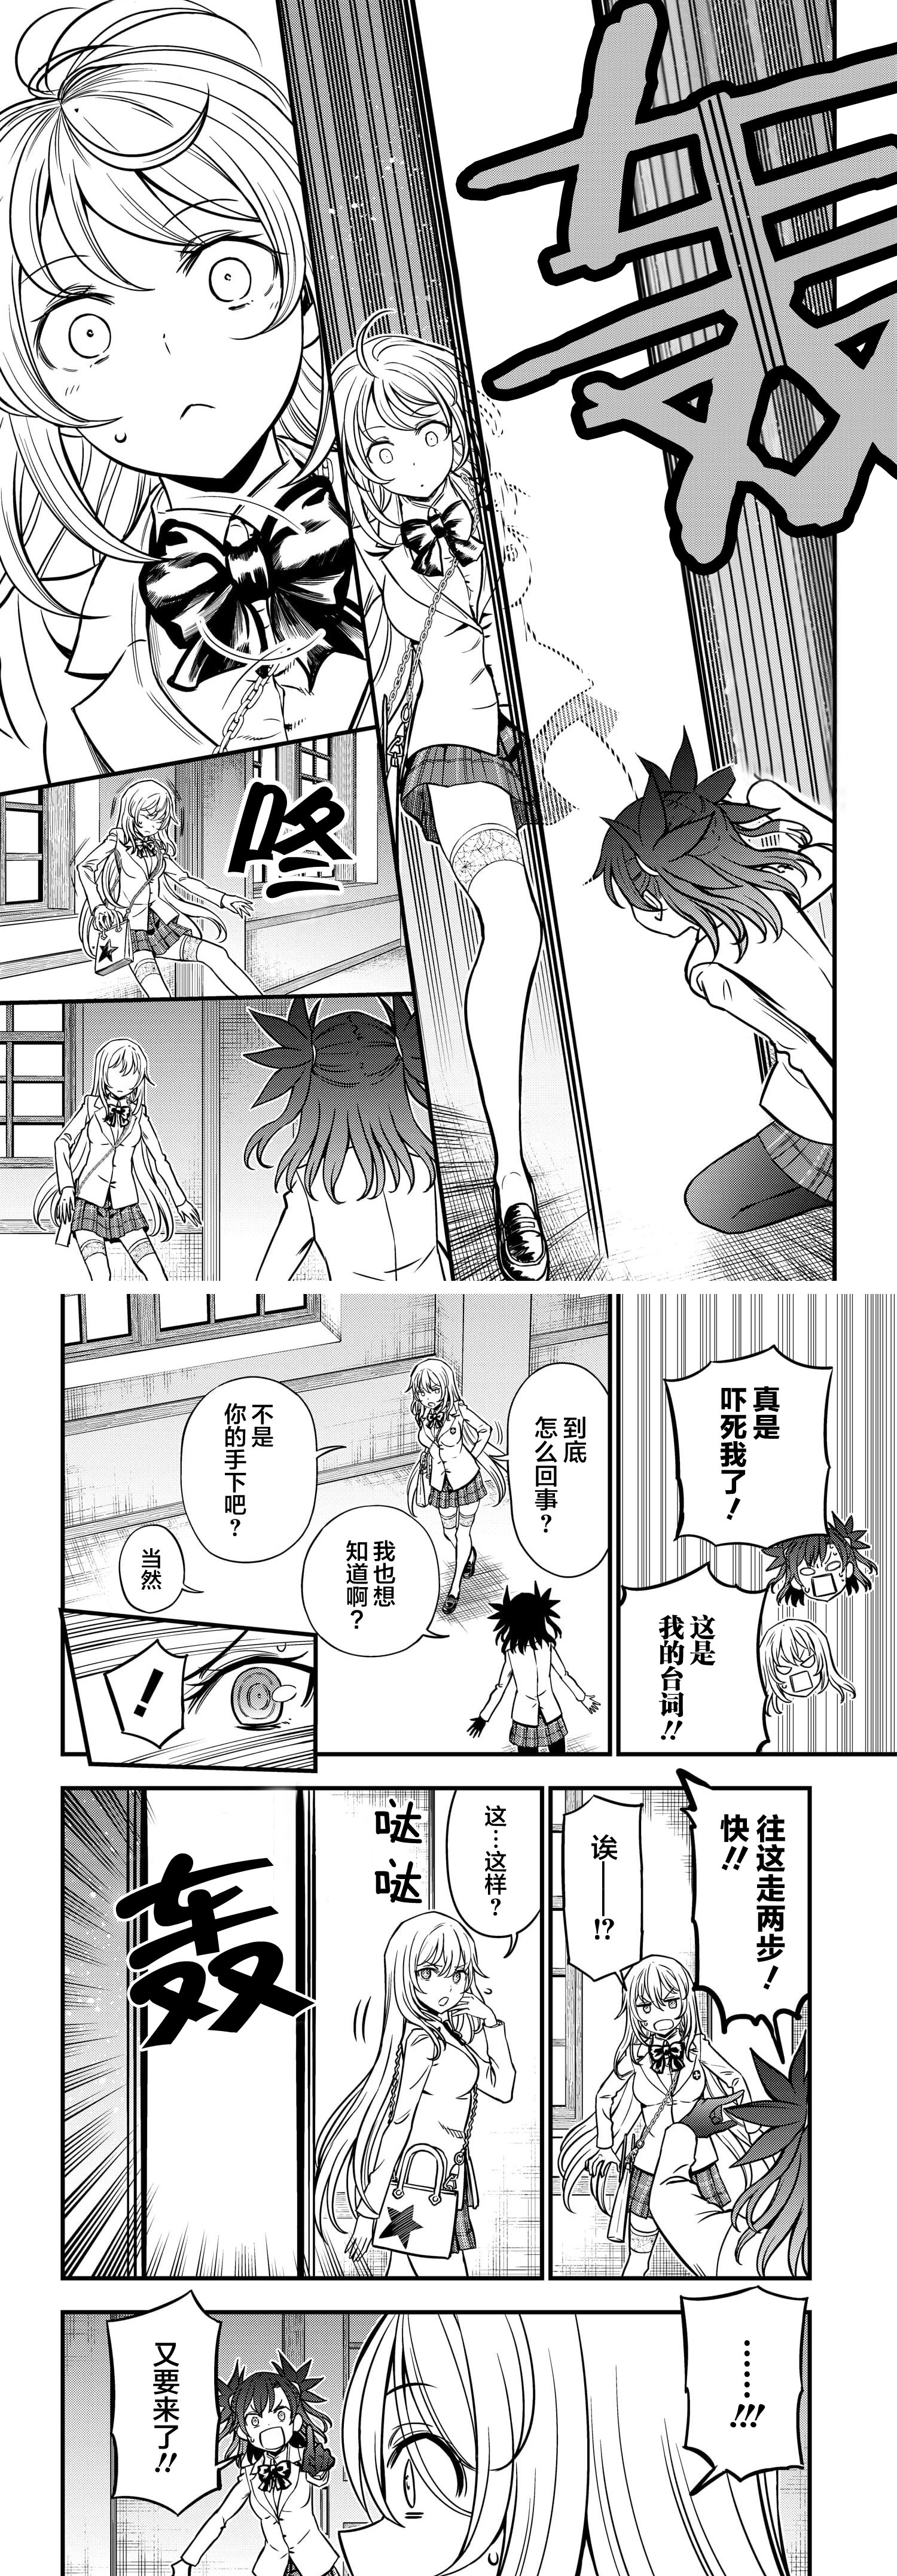 轰
咚
真是
吓死我了！
这是
我的台词!!
到底
怎么回事？
我也想
知道啊？
不是
你的手下吧？
当然
！
往这走两步！
快!!
诶——!?
这…这样？
哒
哒
轰
……!!!
又要来了!!